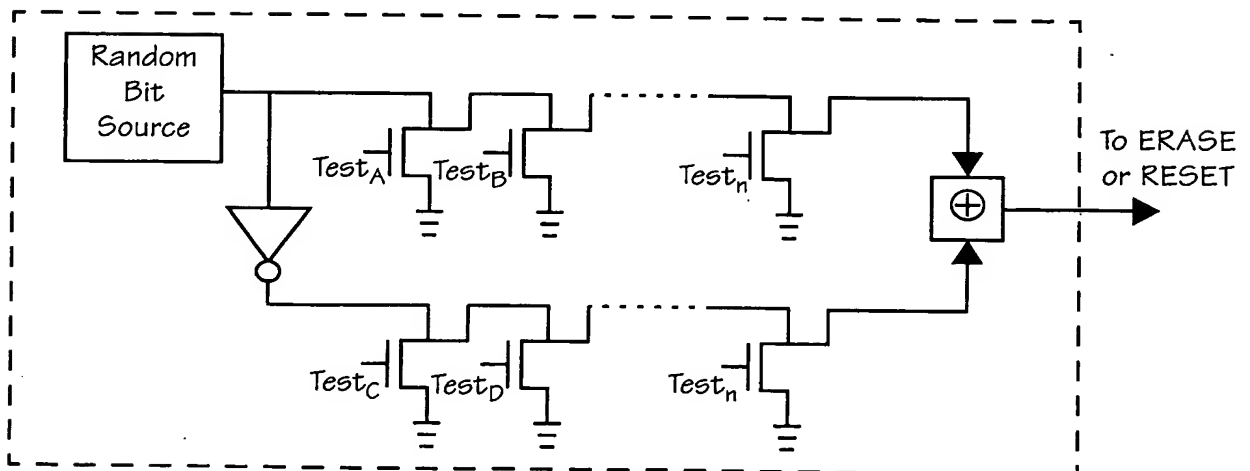 Random
Bit
Source
Test_A
Test_B
Test_n
To ERASE
or RESET
Test_C
Test_D
Test_n